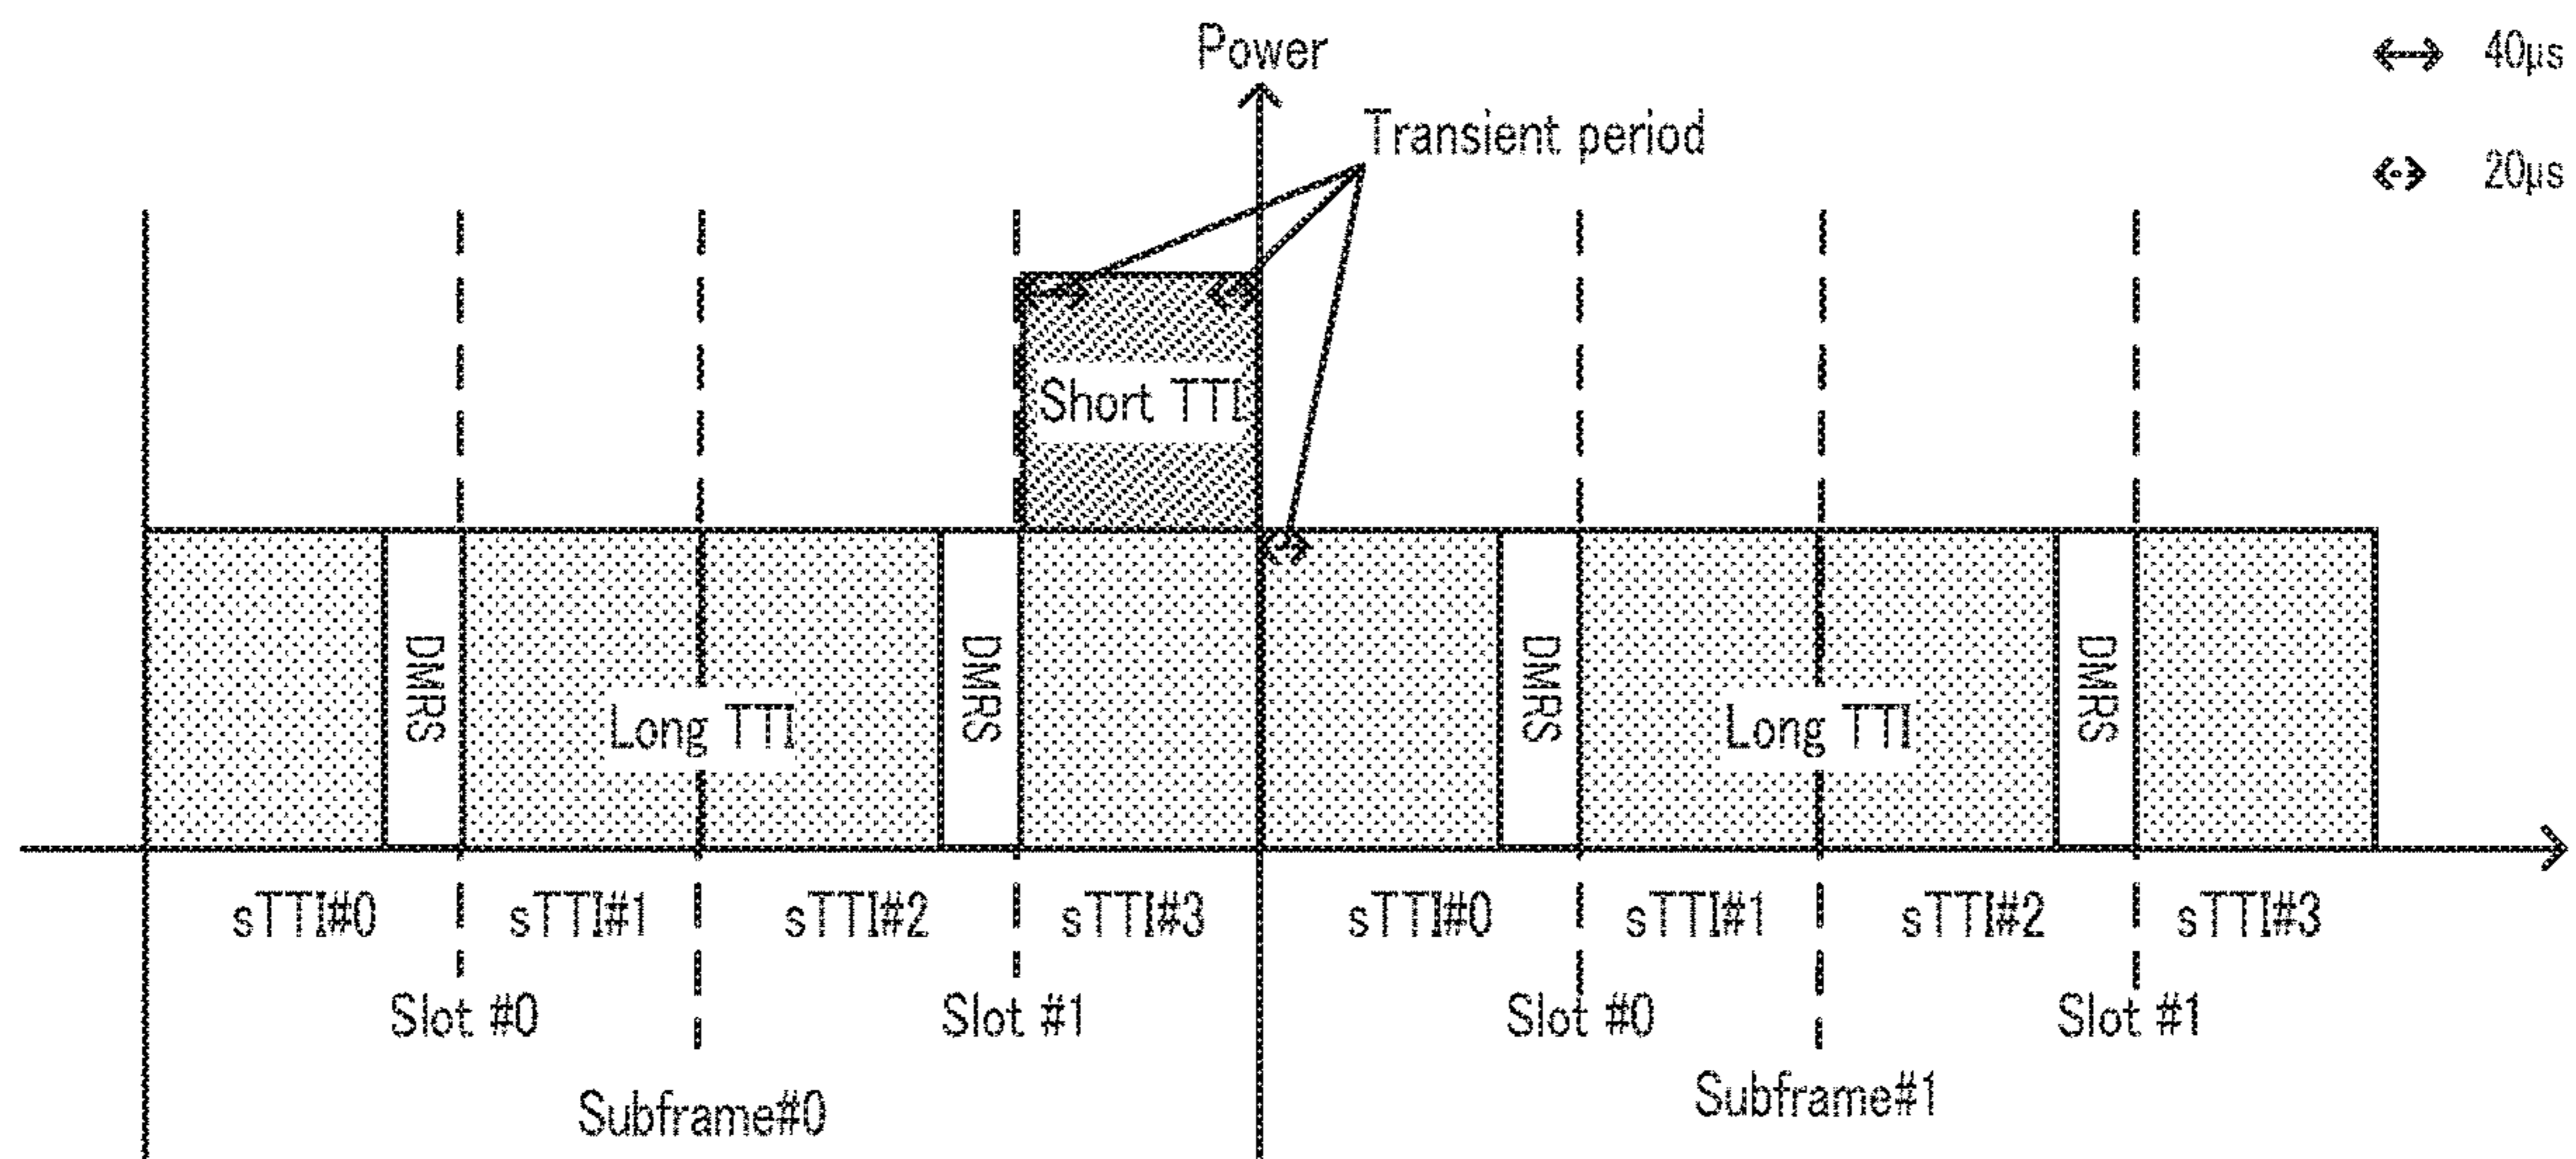 Power
40μs
Transient period
20μs
Short TTI
DMRS
DMRS
DMRS
DMRS
Long TTI
Long TTI
sTTI#0
sTTI#1
sTTI#2
sTTI#3
sTTI#0
sTTI#1
sTTI#2
sTTI#3
Slot #0
Slot #1
Slot #0
Slot #1
Subframe#0
Subframe#1